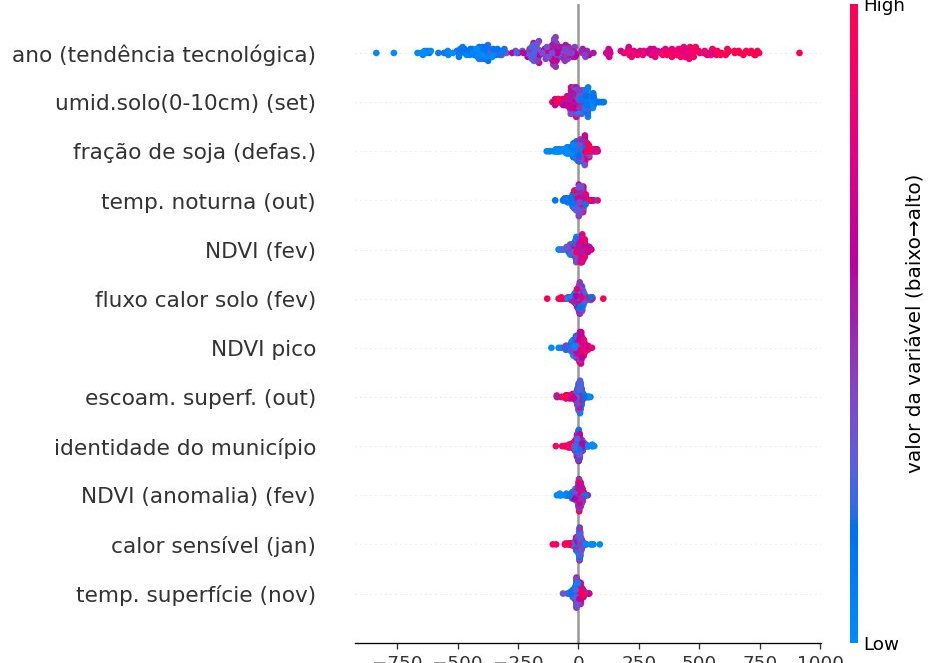 High
ano (tendência tecnológica)
umid.solo(0-10cm) (set)
fração de soja (defas.)
temp. noturna (out)
NDVI (fev)
fluxo calor solo (fev)
NDVI pico
escoam. superf. (out)
identidade do município
NDVI (anomalia) (fev)
calor sensível (jan)
temp. superfície (nov)
valor da variável (baixo→alto)
Low
−750 −500 −250 0 250 500 750 1000